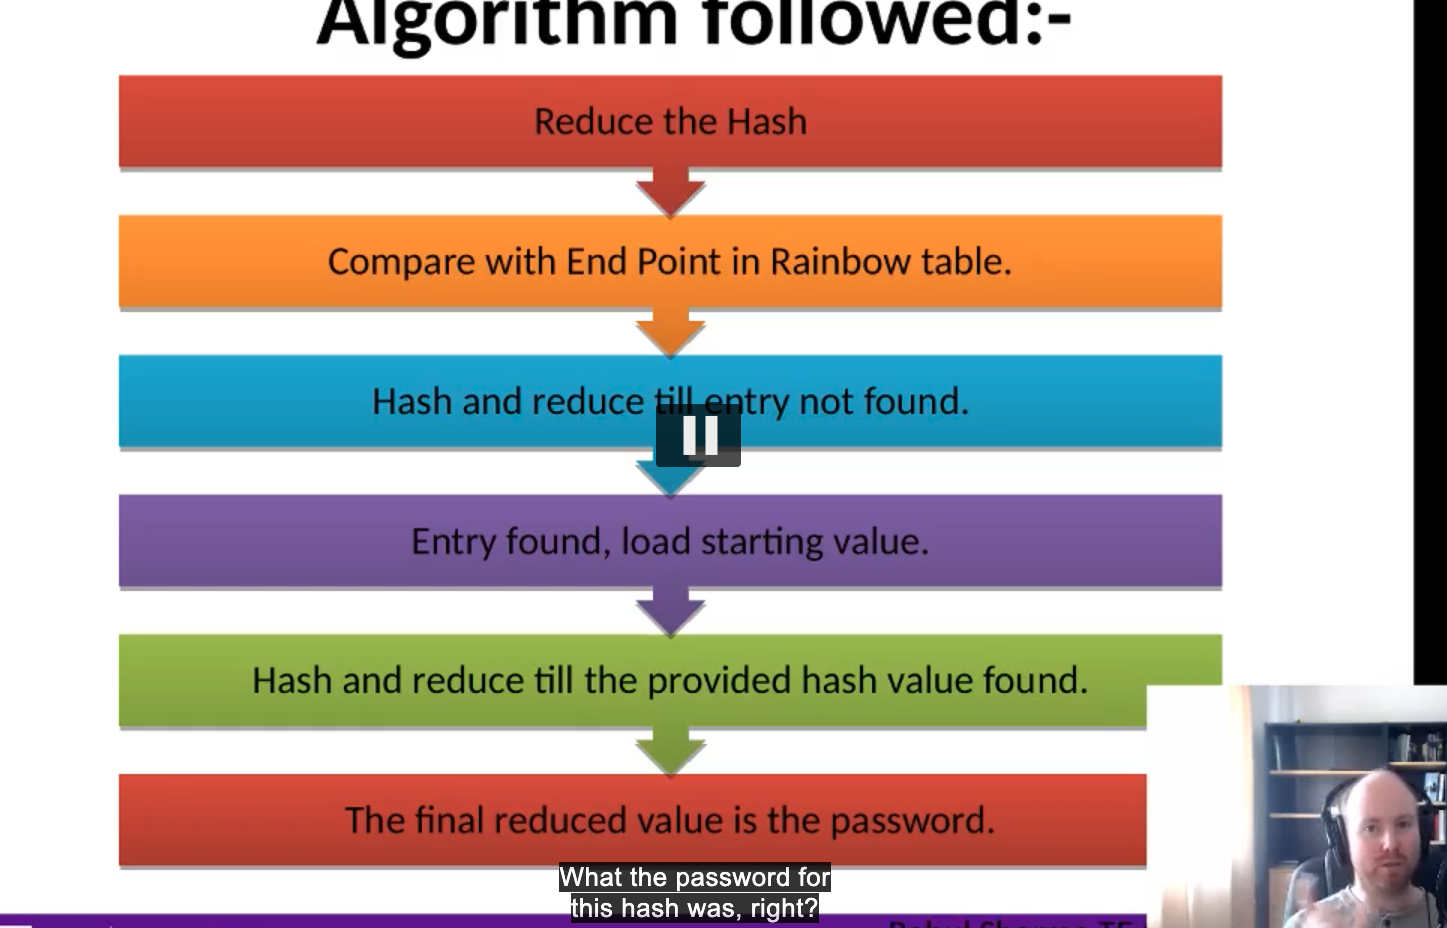 Algorithm followed:-
Reduce the Hash
Compare with End Point in Rainbow table.
Hash and reduce till entry not found.
Entry found, load starting value.
Hash and reduce till the provided hash value found.
The final reduced value is the password.
What the password for
this hash was, right?